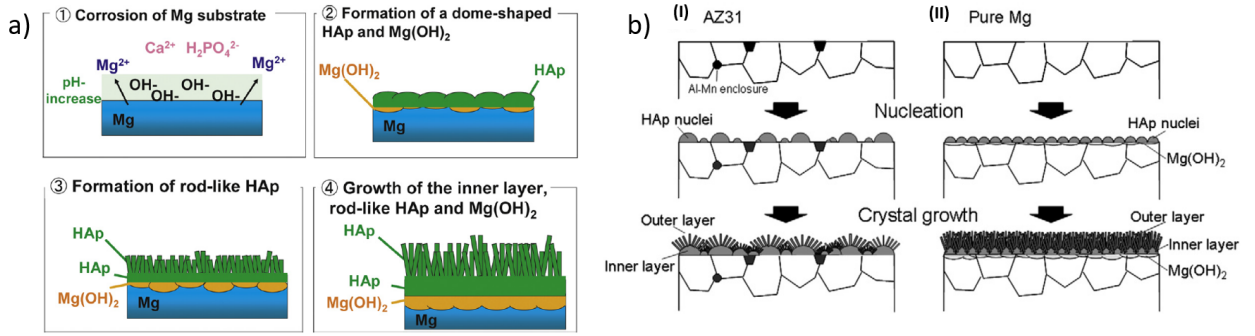 a)
① Corrosion of Mg substrate
Ca²⁺ H₂PO₄²⁻
Mg²⁺ Mg²⁺
pH-
increase
OH- OH-
OH- OH-
Mg
② Formation of a dome-shaped
HAp and Mg(OH)₂
Mg(OH)₂ HAp
Mg
③ Formation of rod-like HAp
HAp
HAp
Mg(OH)₂
Mg
④ Growth of the inner layer,
rod-like HAp and Mg(OH)₂
HAp
HAp
Mg(OH)₂
Mg
b)
(I) AZ31
(II) Pure Mg
Al-Mn enclosure
Nucleation
HAp nuclei
HAp nuclei
Mg(OH)₂
Crystal growth
Outer layer
Inner layer
Outer layer
Inner layer
Mg(OH)₂